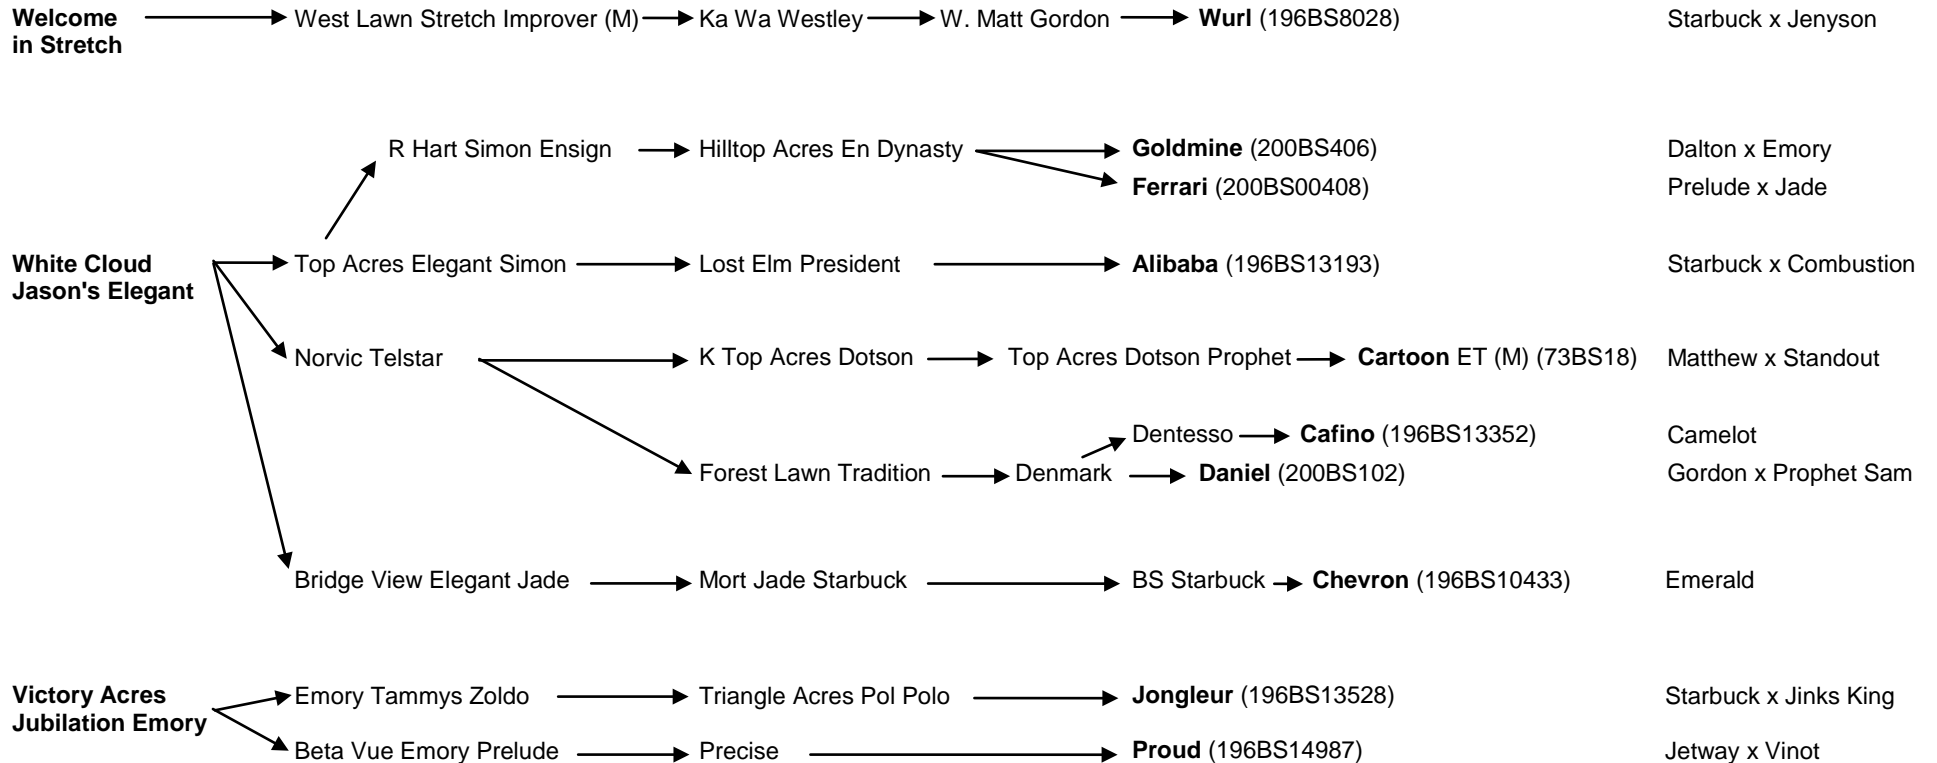 Welcome West Lawn Stretch Improver (M) Ka Wa Westley W. Matt Gordon Wurl (196BS8028) Starbuck x Jenyson
in Stretch
R Hart Simon Ensign Hilltop Acres En Dynasty Goldmine (200BS406) Dalton x Emory
Ferrari (200BS00408) Prelude x Jade
White Cloud Top Acres Elegant Simon Lost Elm President Alibaba (196BS13193) Starbuck x Combustion
Jason's Elegant
Norvic Telstar K Top Acres Dotson Top Acres Dotson Prophet Cartoon ET (M) (73BS18) Matthew x Standout
Dentesso Cafino (196BS13352) Camelot
Forest Lawn Tradition Denmark Daniel (200BS102) Gordon x Prophet Sam
Bridge View Elegant Jade Mort Jade Starbuck BS Starbuck Chevron (196BS10433) Emerald
Victory Acres Emory Tammys Zoldo Triangle Acres Pol Polo Jongleur (196BS13528) Starbuck x Jinks King
Jubilation Emory
Beta Vue Emory Prelude Precise Proud (196BS14987) Jetway x Vinot